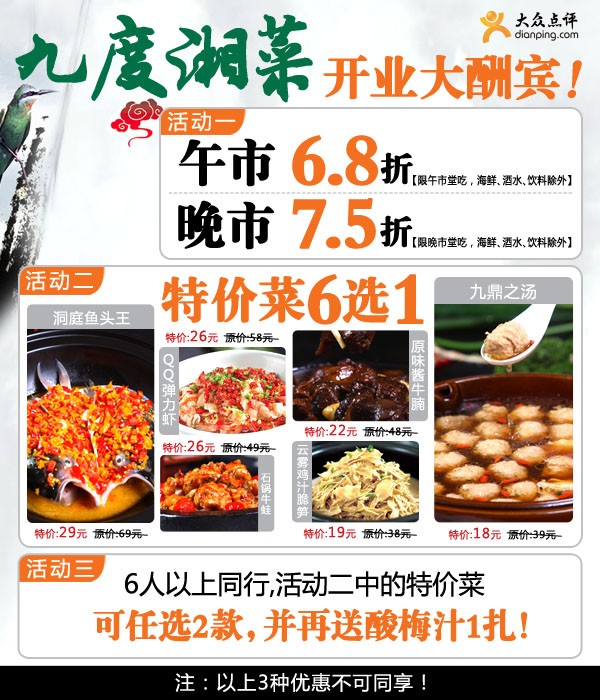 大众点评
dianping.com
九度湘菜 开业大酬宾!
活动一
午市 6.8折【限午市堂吃，海鲜、酒水、饮料除外】
晚市 7.5折【限晚市堂吃，海鲜、酒水、饮料除外】
活动二
特价菜6选1
洞庭鱼头王
特价:29元 原价:69元
特价:26元 原价:58元
QQ弹力虾
特价:26元 原价:49元
石锅牛蛙
原味酱牛腩
特价:22元 原价:48元
云雾鸡汁脆笋
特价:19元 原价:38元
九鼎之汤
特价:18元 原价:39元
活动三
6人以上同行,活动二中的特价菜
可任选2款,并再送酸梅汁1扎!
注：以上3种优惠不可同享！